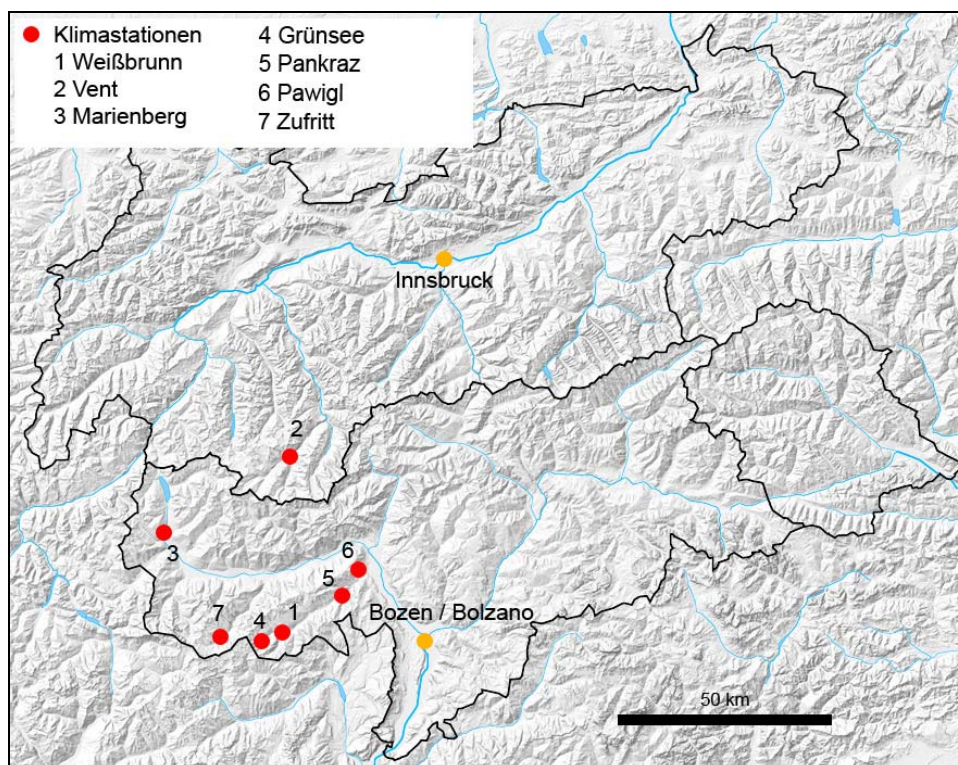 Klimastationen
1 Weißbrunn
2 Vent
3 Marienberg
4 Grünsee
5 Pankraz
6 Pawigl
7 Zufritt
Innsbruck
2
3
6
5
Bozen / Bolzano
7
4
1
50 km